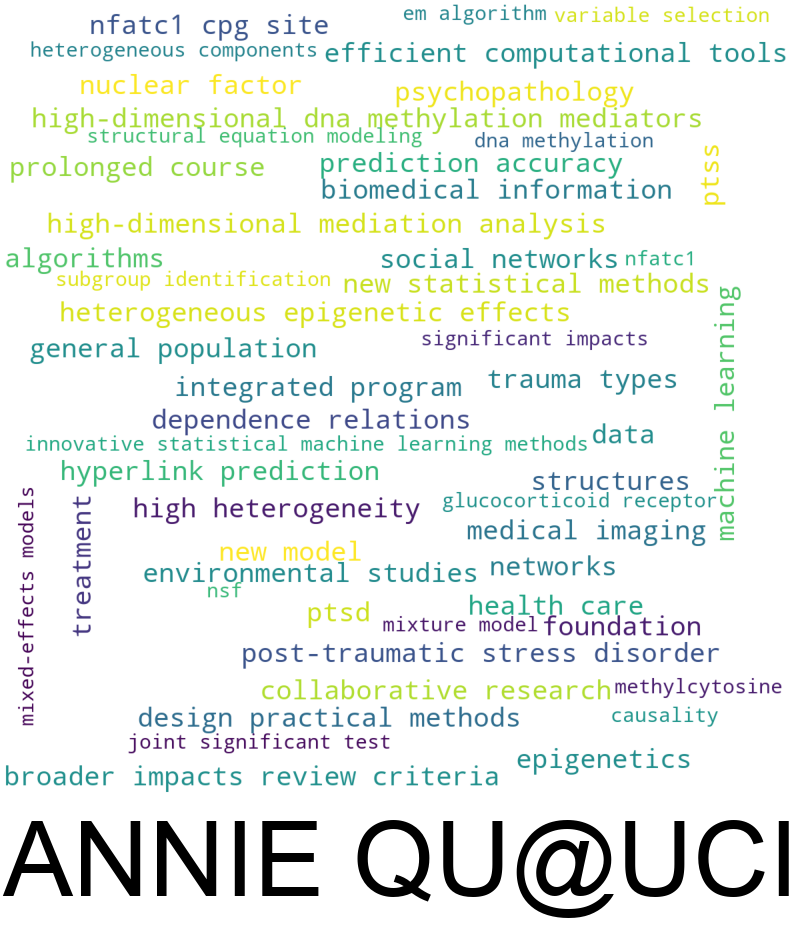 em algorithm
variable selection
nfatc1 cpg site
heterogeneous components
efficient computational tools
nuclear factor
psychopathology
high-dimensional dna methylation mediators
structural equation modeling
dna methylation
prolonged course
prediction accuracy
ptss
biomedical information
high-dimensional mediation analysis
algorithms
social networks
nfatc1
subgroup identification
new statistical methods
heterogeneous epigenetic effects
machine learning
general population
significant impacts
integrated program
trauma types
dependence relations
data
innovative statistical machine learning methods
hyperlink prediction
structures
mixed-effects models
treatment
high heterogeneity
glucocorticoid receptor
medical imaging
new model
environmental studies
networks
nsf
ptsd
health care
mixture model
foundation
post-traumatic stress disorder
collaborative research
methylcytosine
design practical methods
causality
joint significant test
epigenetics
broader impacts review criteria
ANNIE QU@UCI